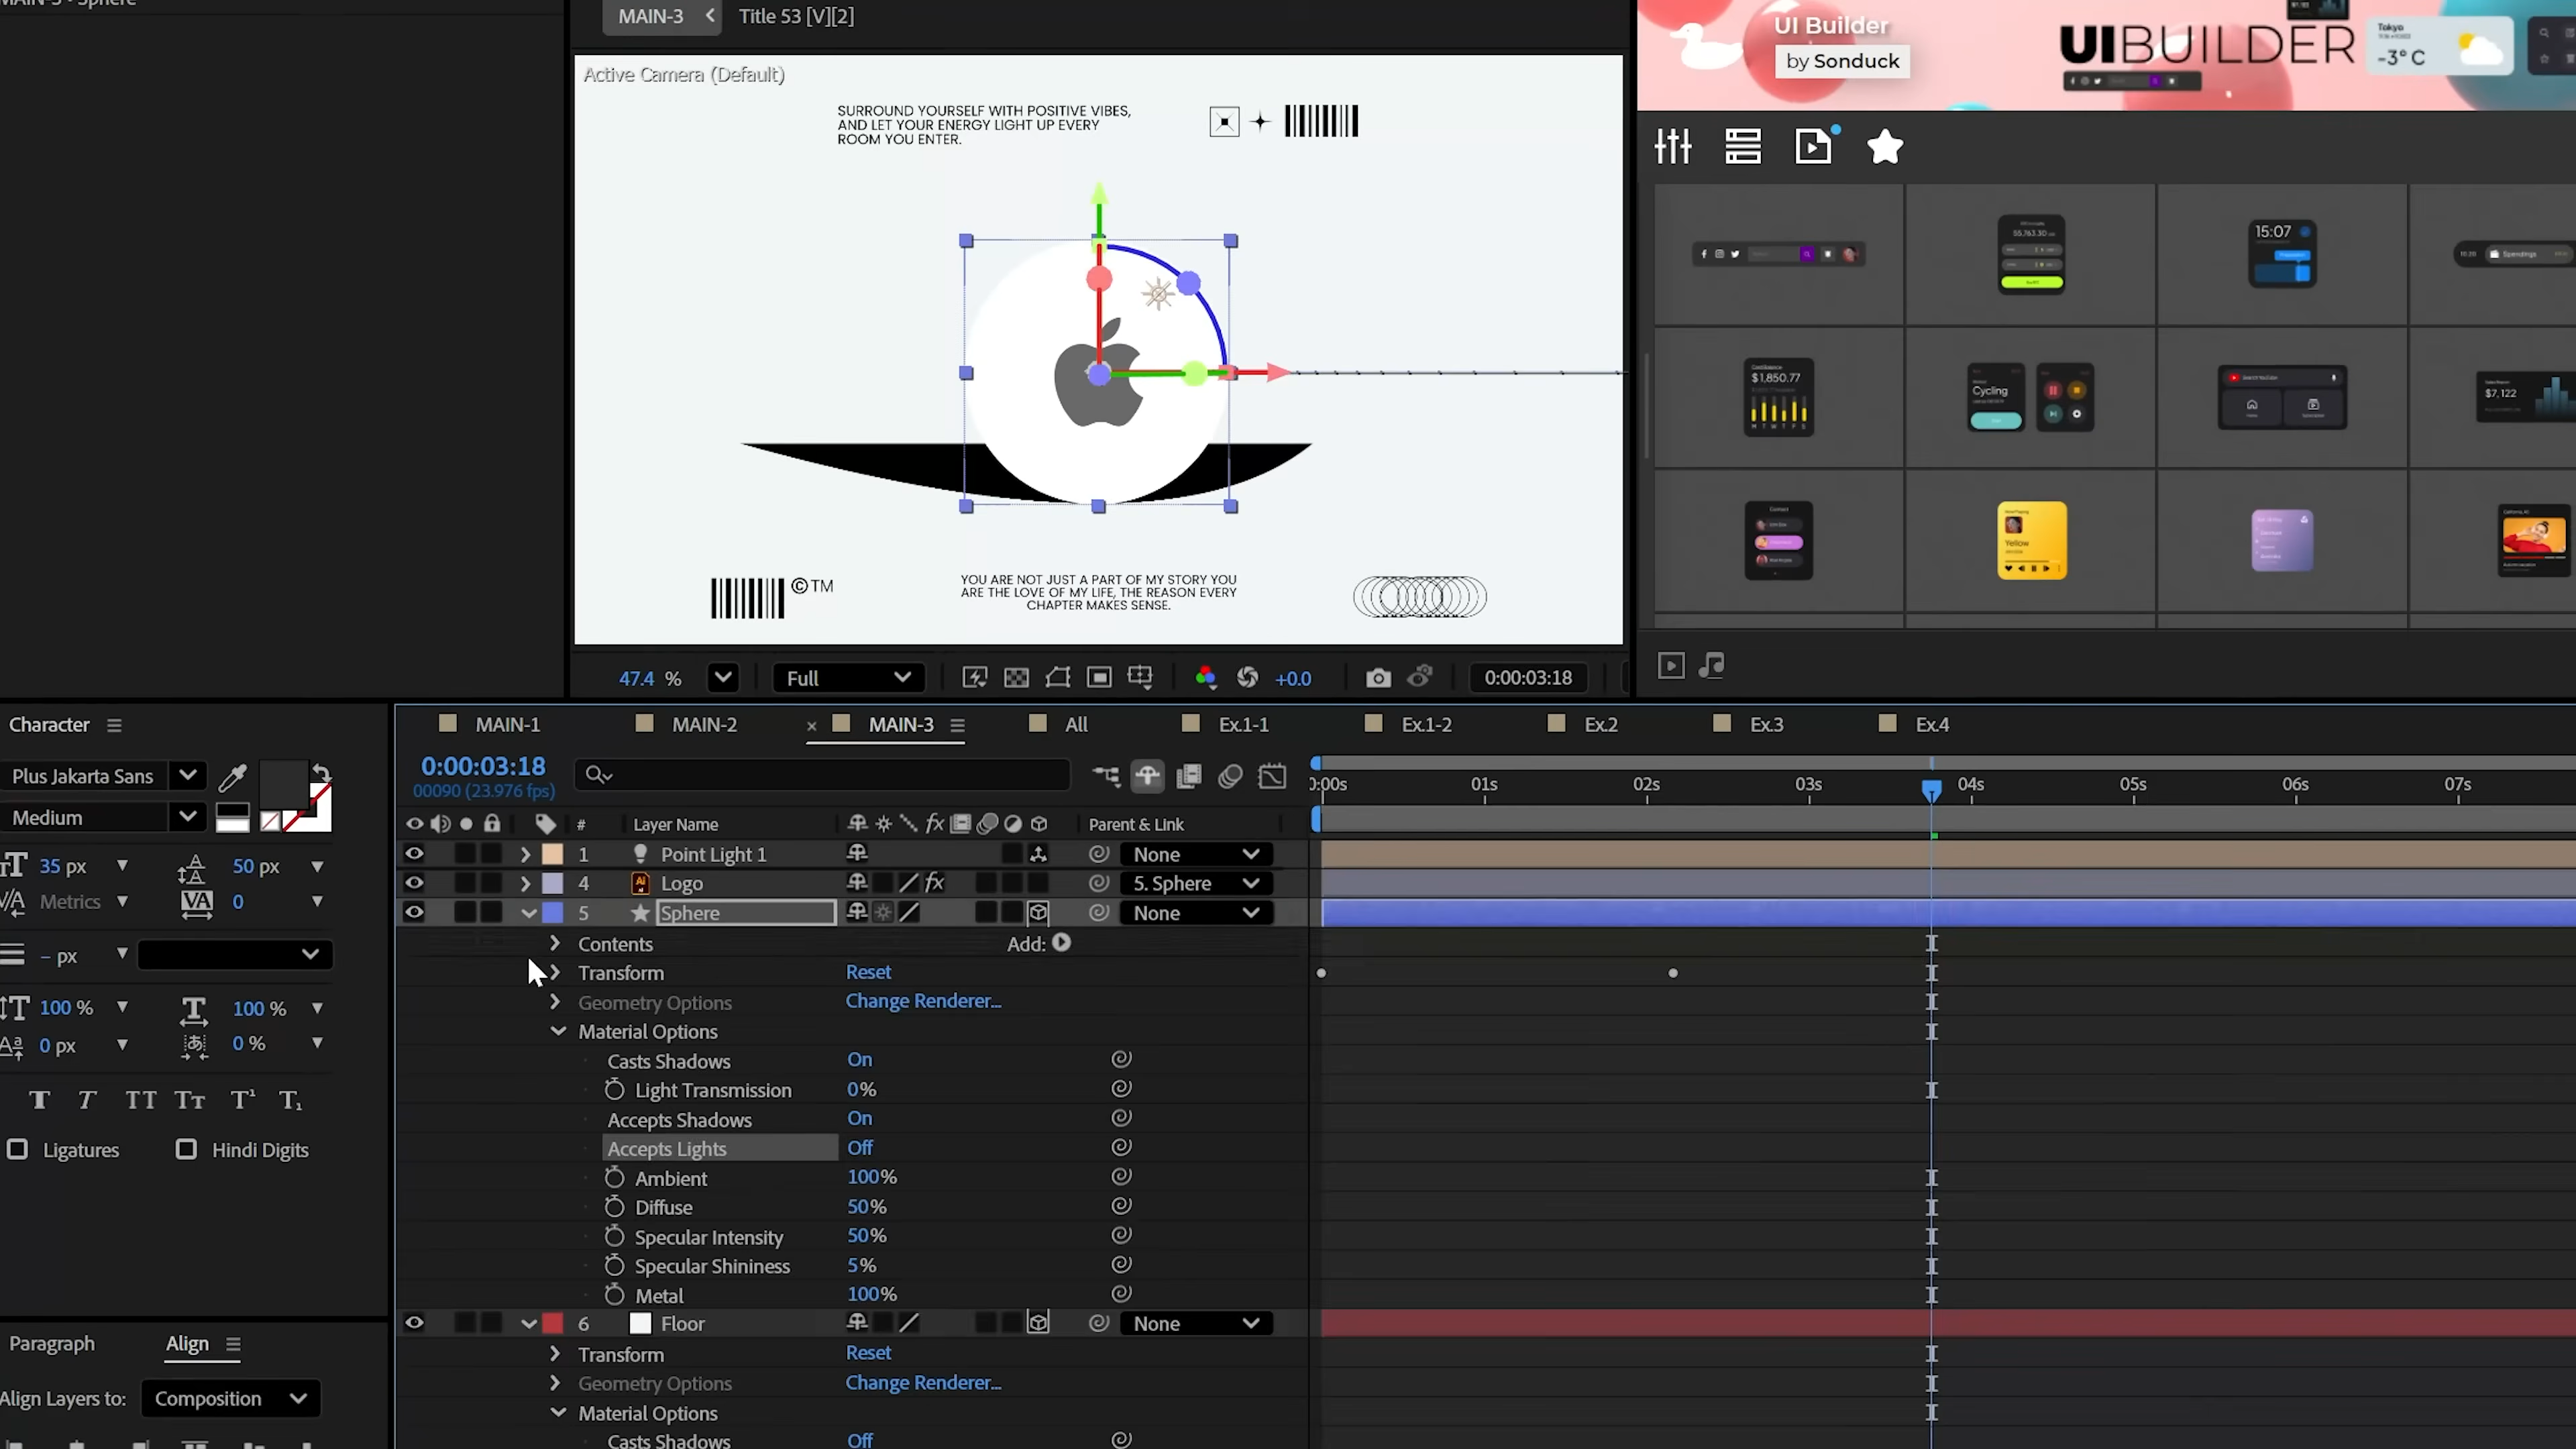 MAIN-3 • Sphere
MAIN-3
Title 53 [V][2]
Active Camera (Default)
SURROUND YOURSELF WITH POSITIVE VIBES,
AND LET YOUR ENERGY LIGHT UP EVERY
ROOM YOU ENTER.
© TM
YOU ARE NOT JUST A PART OF MY STORY YOU
ARE THE LOVE OF MY LIFE, THE REASON EVERY
CHAPTER MAKES SENSE.
47.4 %
Full
+0.0
0:00:03:18
UI Builder
by Sonduck
UIBUILDER
Tokyo
-3° C
55,763.30
15:07
Spendings
$1,850.77
Cycling
$7,122
Contact
Yellow
Character
Plus Jakarta Sans
Medium
35 px
50 px
Metrics
0
- px
100 %
100 %
0 px
0 %
Ligatures
Hindi Digits
Paragraph
Align
Align Layers to:
Composition
MAIN-1
MAIN-2
MAIN-3
All
Ex.1-1
Ex.1-2
Ex.2
Ex.3
Ex.4
0:00:03:18
00090 (23.976 fps)
0:00s
01s
02s
03s
04s
05s
06s
07s
#
Layer Name
fx
Parent & Link
1
Point Light 1
None
4
Ai
Logo
fx
5. Sphere
5
Sphere
None
Contents
Add:
Transform
Reset
Geometry Options
Change Renderer...
Material Options
Casts Shadows
On
Light Transmission
0%
Accepts Shadows
On
Accepts Lights
Off
Ambient
100%
Diffuse
50%
Specular Intensity
50%
Specular Shininess
5%
Metal
100%
6
Floor
None
Transform
Reset
Geometry Options
Change Renderer...
Material Options
Casts Shadows
Off